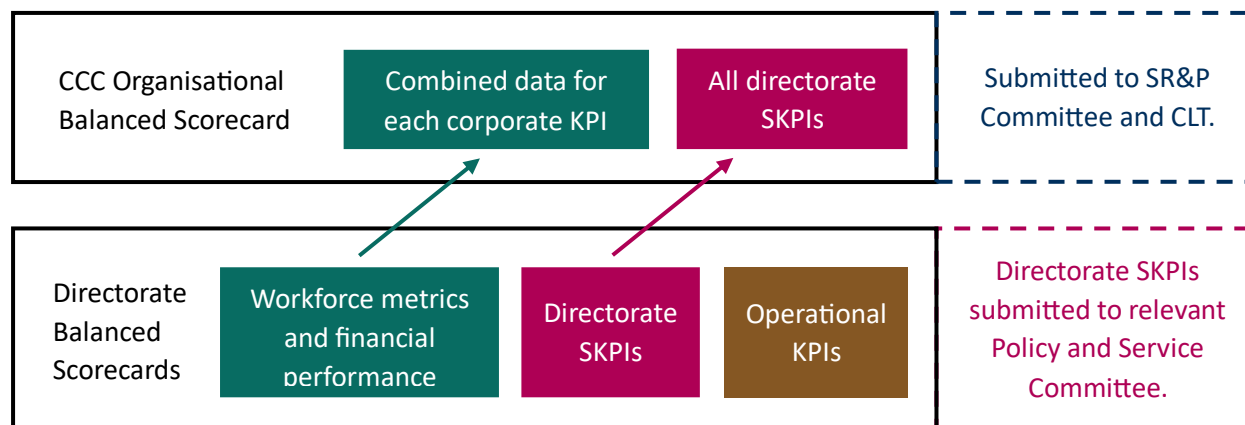 CCC Organisational
Balanced Scorecard
Combined data for
each corporate KPI
All directorate
SKPIs
Submitted to SR&P
Committee and CLT.
Directorate
Balanced
Scorecards
Workforce metrics
and financial
performance
Directorate
SKPIs
Operational
KPIs
Directorate SKPIs
submitted to relevant
Policy and Service
Committee.